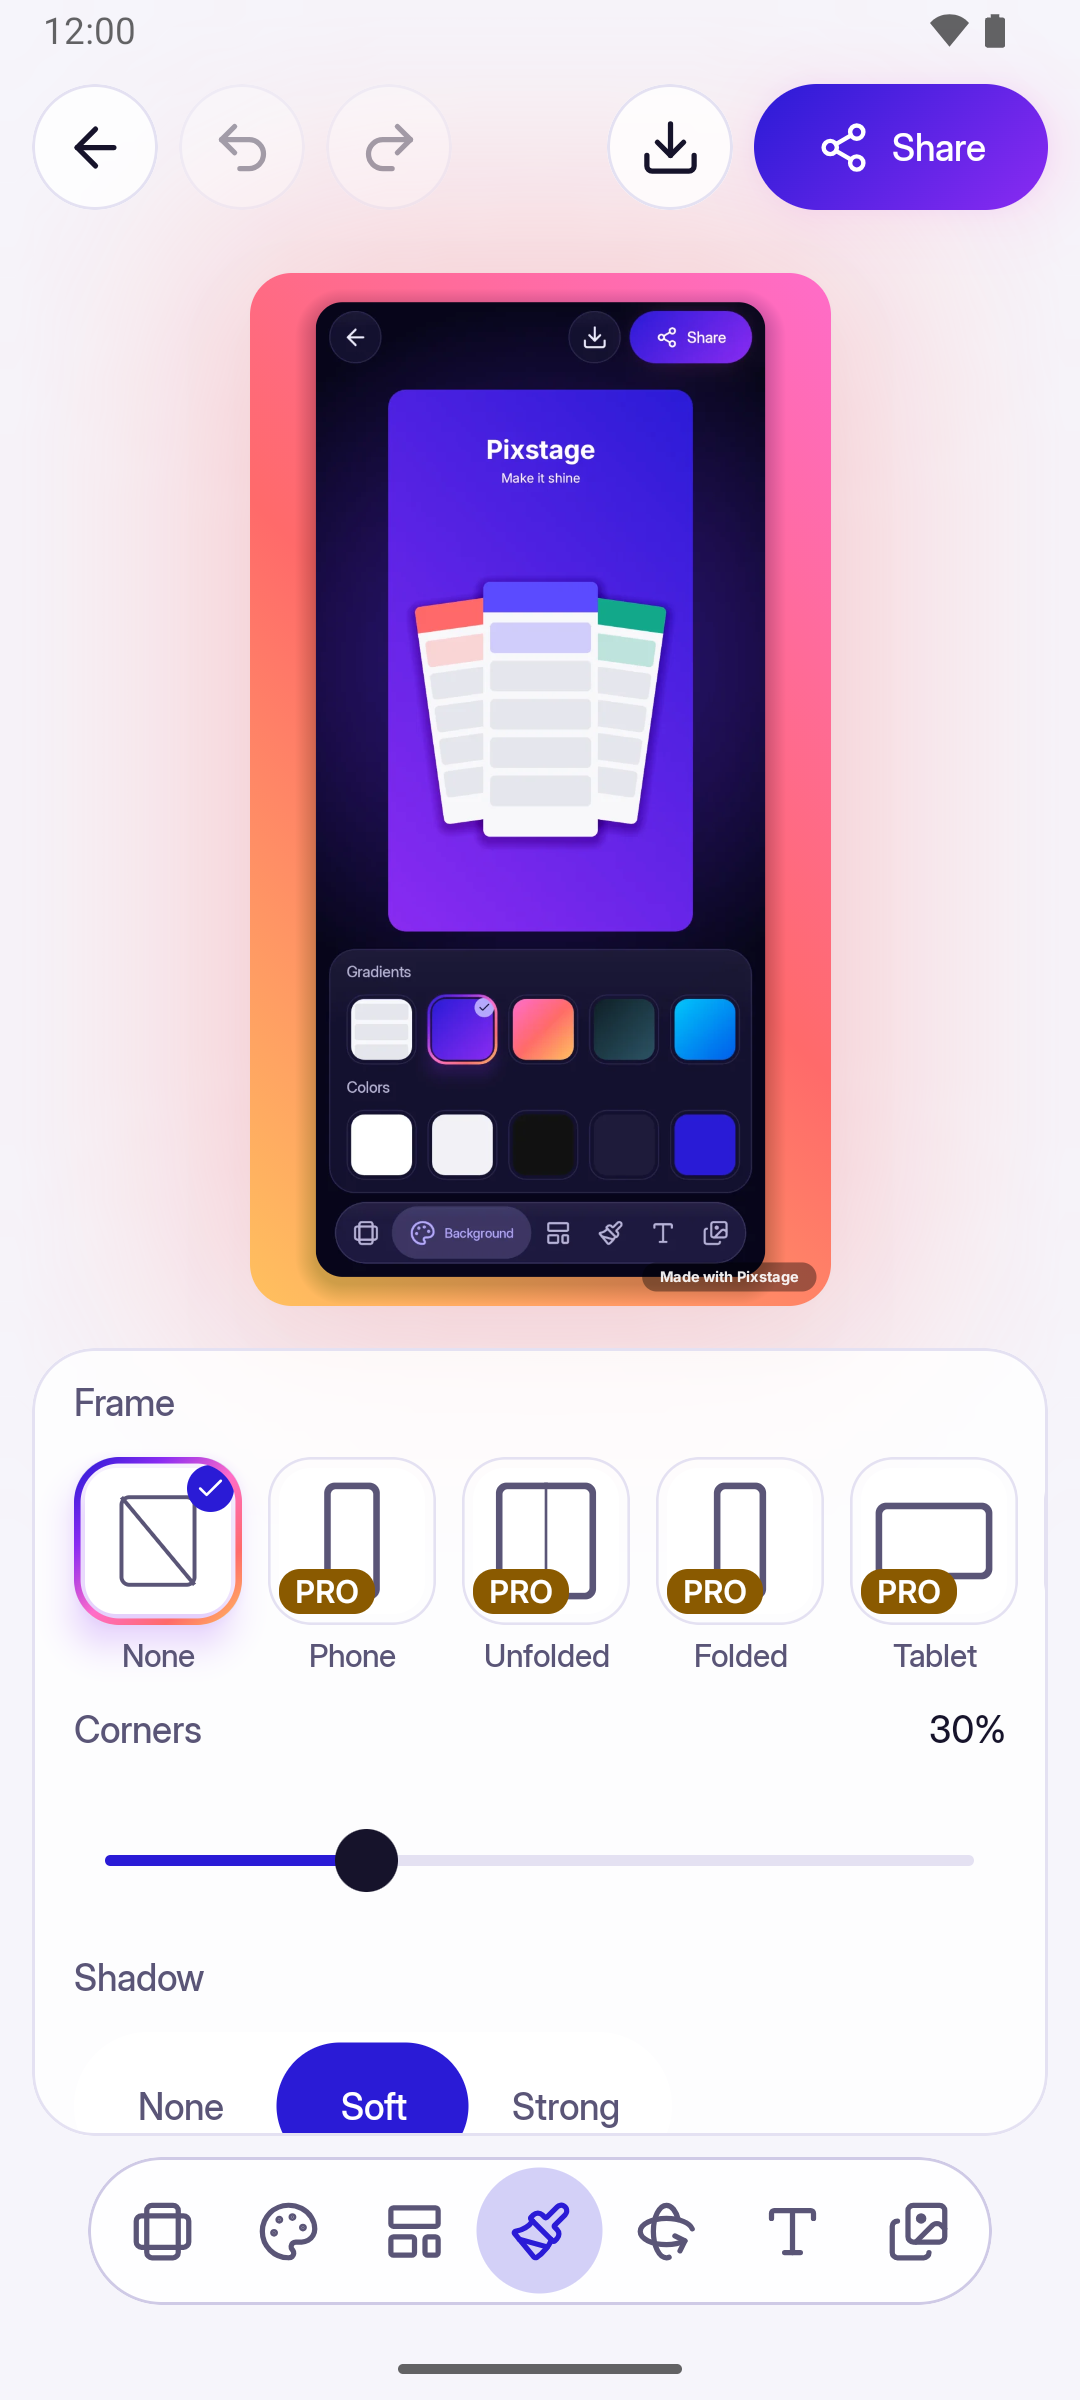 12:00
Share
Share
Pixstage
Make it shine
Gradients
Colors
Background
Made with Pixstage
Frame
PRO PRO PRO PRO
None Phone Unfolded Folded Tablet
Corners 30%
Shadow
None Soft Strong